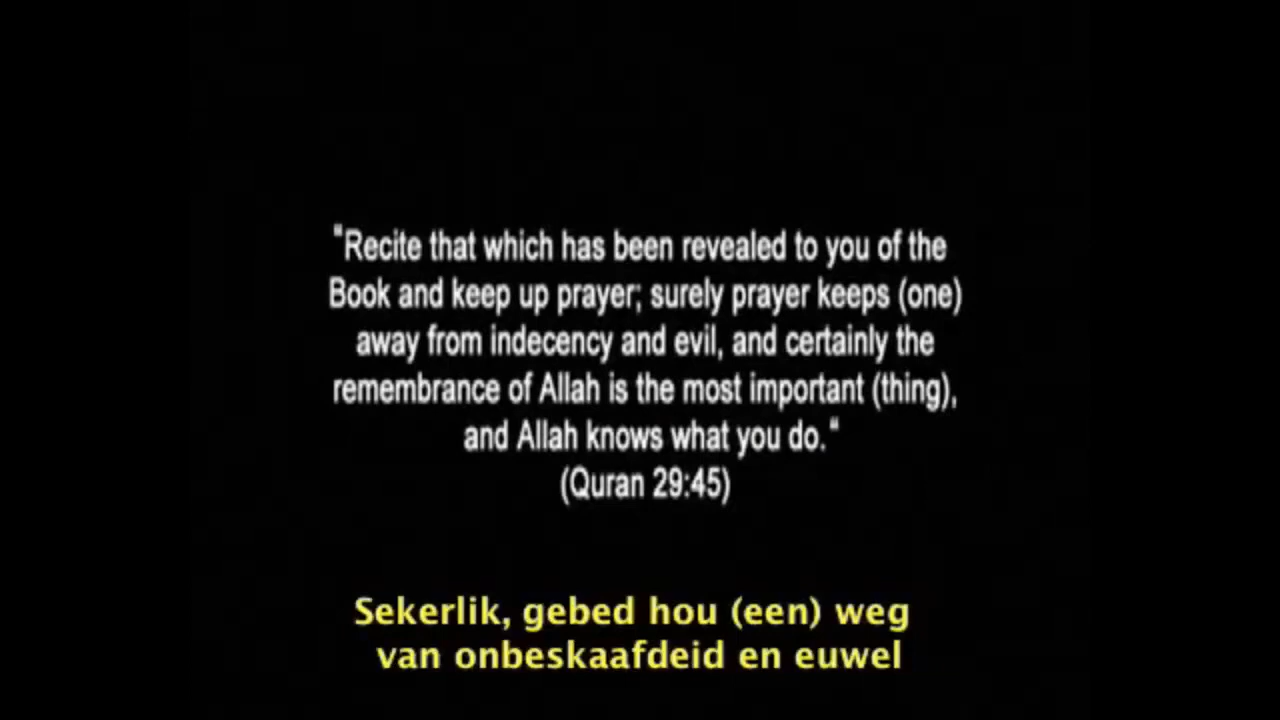 "Recite that which has been revealed to you of the
Book and keep up prayer; surely prayer keeps (one)
away from indecency and evil, and certainly the
remembrance of Allah is the most important (thing),
and Allah knows what you do."
(Quran 29:45)
Sekerlik, gebed hou (een) weg
van onbeskaafdeid en euwel